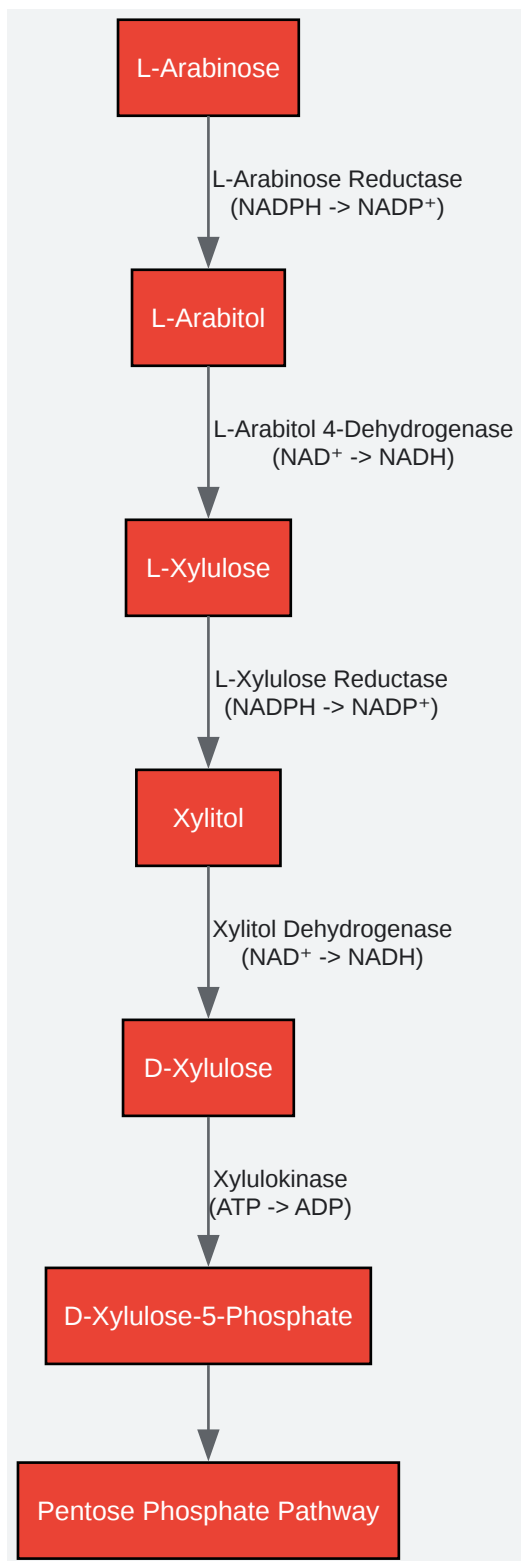 L-Arabinose
L-Arabinose Reductase
(NADPH -> NADP⁺)
L-Arabitol
L-Arabitol 4-Dehydrogenase
(NAD⁺ -> NADH)
L-Xylulose
L-Xylulose Reductase
(NADPH -> NADP⁺)
Xylitol
Xylitol Dehydrogenase
(NAD⁺ -> NADH)
D-Xylulose
Xylulokinase
(ATP -> ADP)
D-Xylulose-5-Phosphate
Pentose Phosphate Pathway